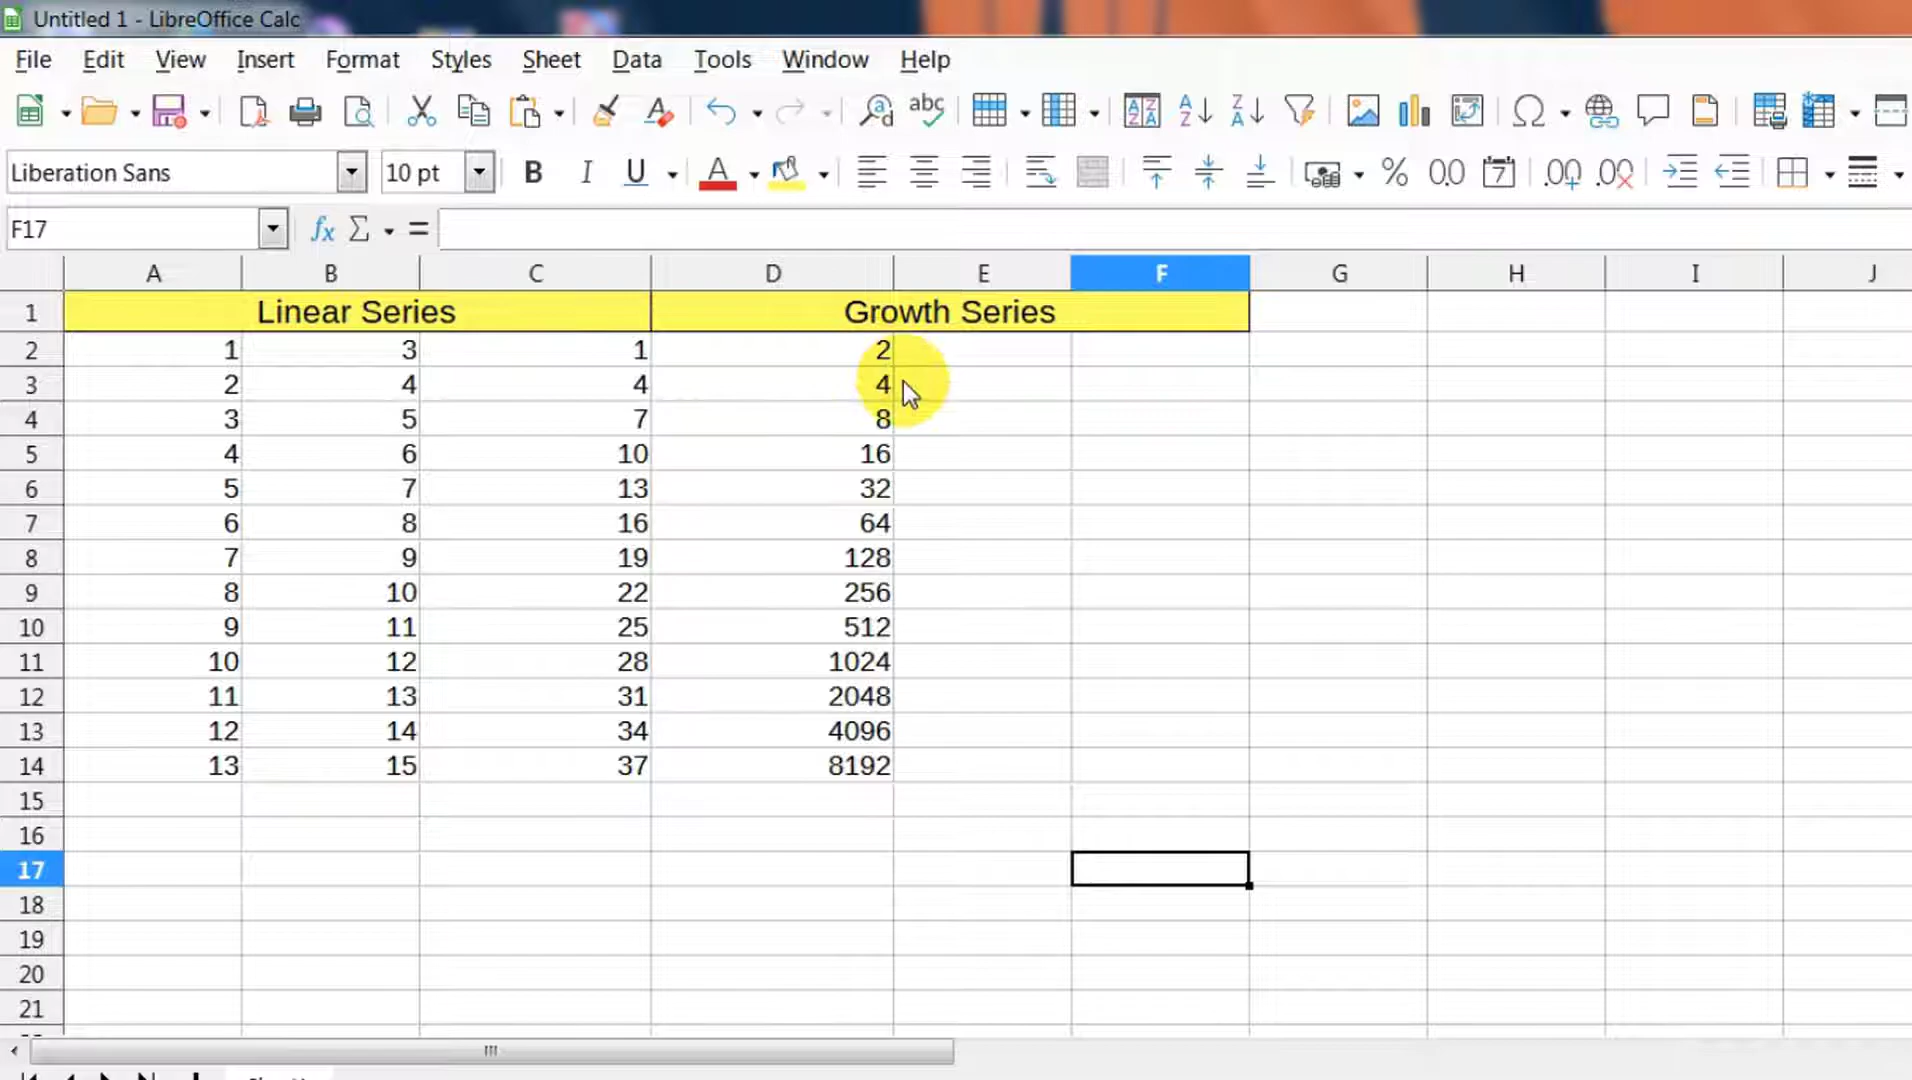 Untitled 1 - LibreOffice Calc
File Edit View Insert Format Styles Sheet Data Tools Window Help
Liberation Sans 10 pt
F17
A B C D E F G H I J
1 Linear Series Growth Series
2 1 3 1 2
3 2 4 4 4
4 3 5 7 8
5 4 6 10 16
6 5 7 13 32
7 6 8 16 64
8 7 9 19 128
9 8 10 22 256
10 9 11 25 512
11 10 12 28 1024
12 11 13 31 2048
13 12 14 34 4096
14 13 15 37 8192
15
16
17
18
19
20
21